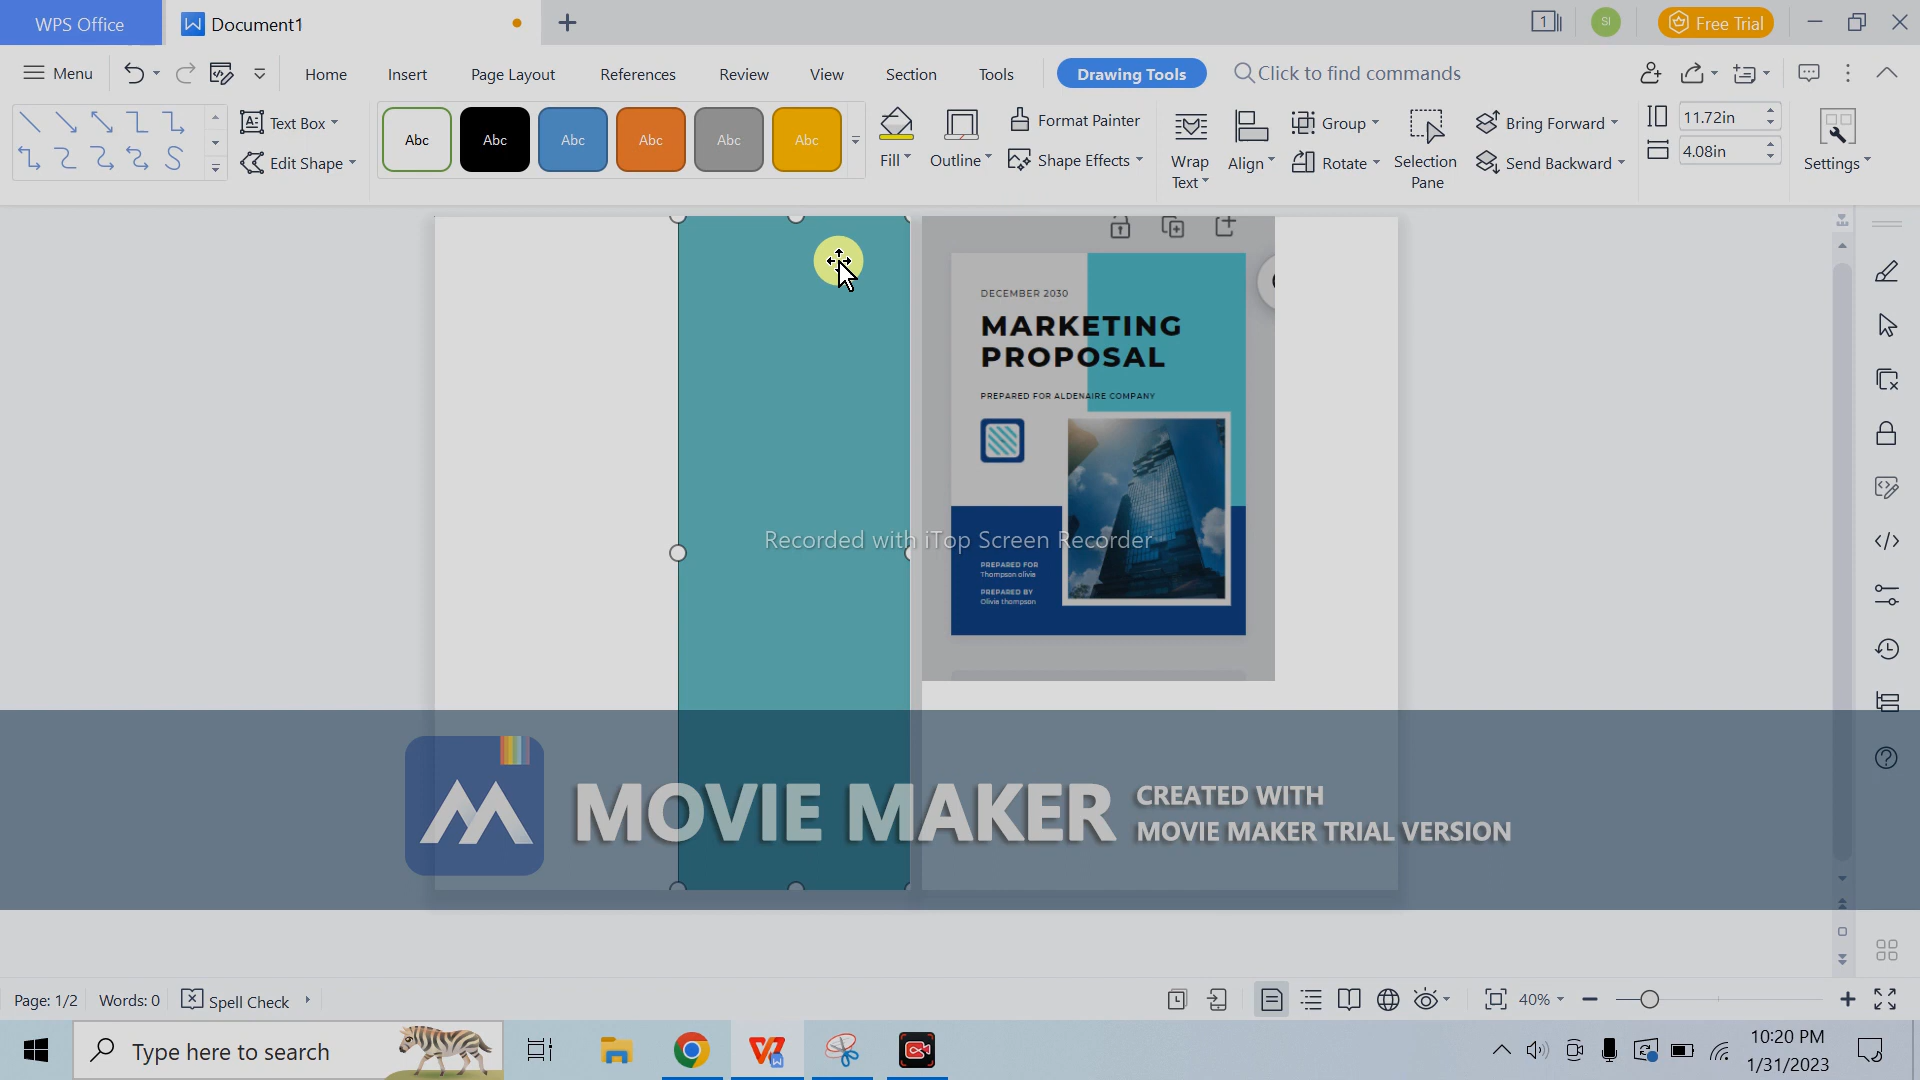 WPS Office
Document1
1
SI
Free Trial
Menu
Home
Insert
Page Layout
References
Review
View
Section
Tools
Drawing Tools
Click to find commands
Text Box
Edit Shape
Abc
Abc
Abc
Abc
Abc
Abc
Fill
Outline
Format Painter
Shape Effects
Wrap
Text
Align
Group
Rotate
Selection
Pane
Bring Forward
Send Backward
11.72in
4.08in
Settings
DECEMBER 2030
MARKETING
PROPOSAL
PREPARED FOR ALDENAIRE COMPANY
Recorded with iTop Screen Recorder
PREPARED FOR
Thompson olivia
PREPARED BY
Olivia thompson
MOVIE MAKER
CREATED WITH
MOVIE MAKER TRIAL VERSION
Page: 1/2
Words: 0
Spell Check
40%
Type here to search
10:20 PM
1/31/2023